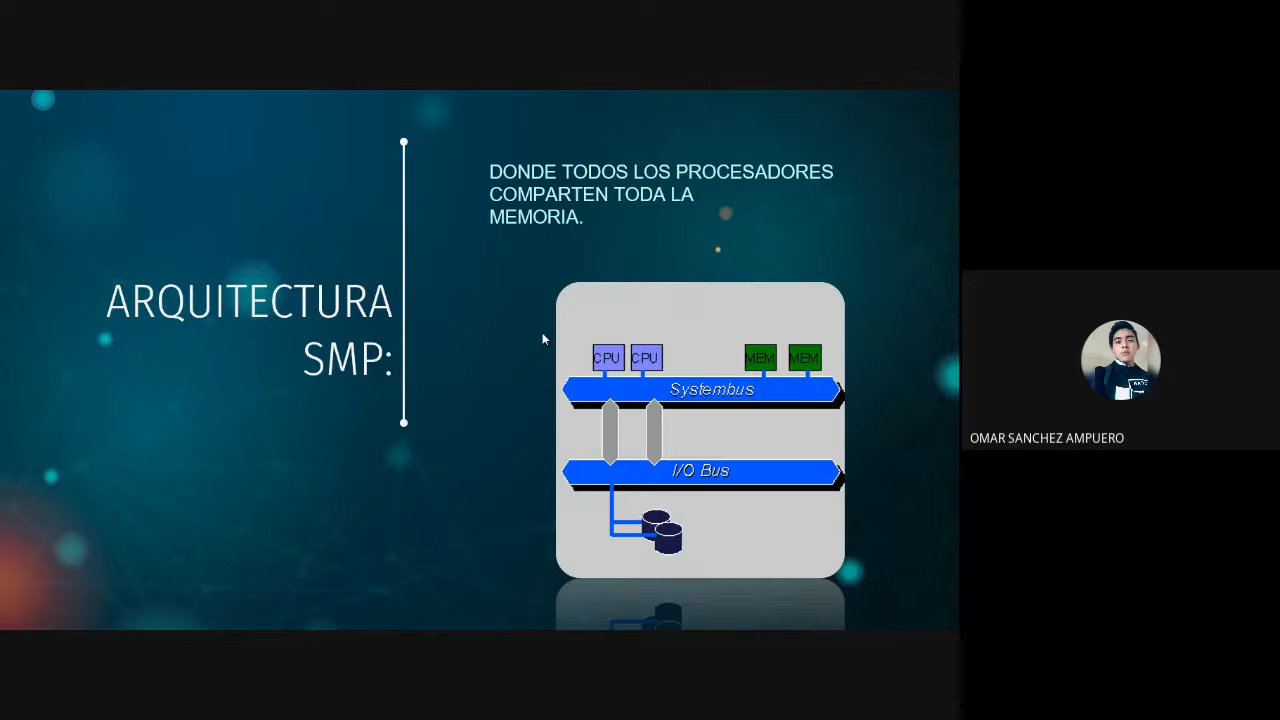 DONDE TODOS LOS PROCESADORES
COMPARTEN TODA LA
MEMORIA.
ARQUITECTURA
SMP:
CPU CPU MEM MEM
Systembus
I/O Bus
OMAR SANCHEZ AMPUERO